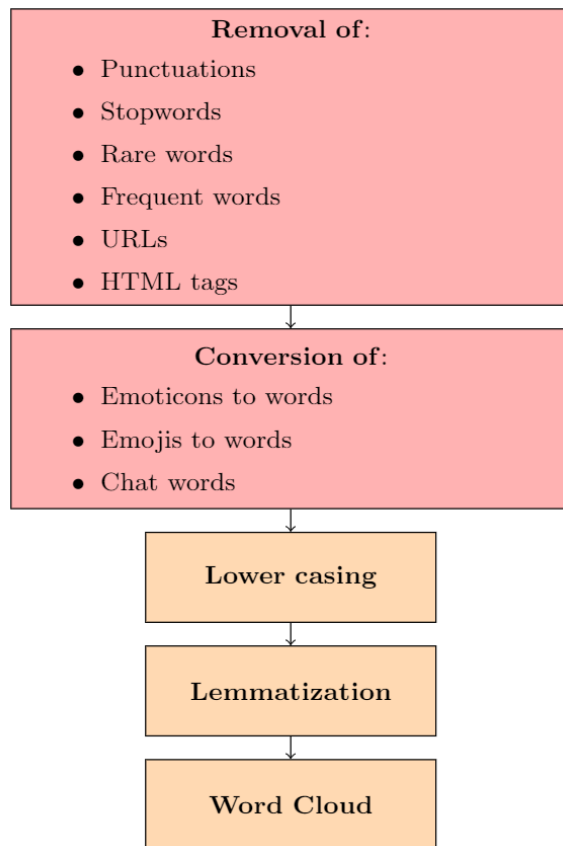 Removal of:
• Punctuations
• Stopwords
• Rare words
• Frequent words
• URLs
• HTML tags
Conversion of:
• Emoticons to words
• Emojis to words
• Chat words
Lower casing
Lemmatization
Word Cloud